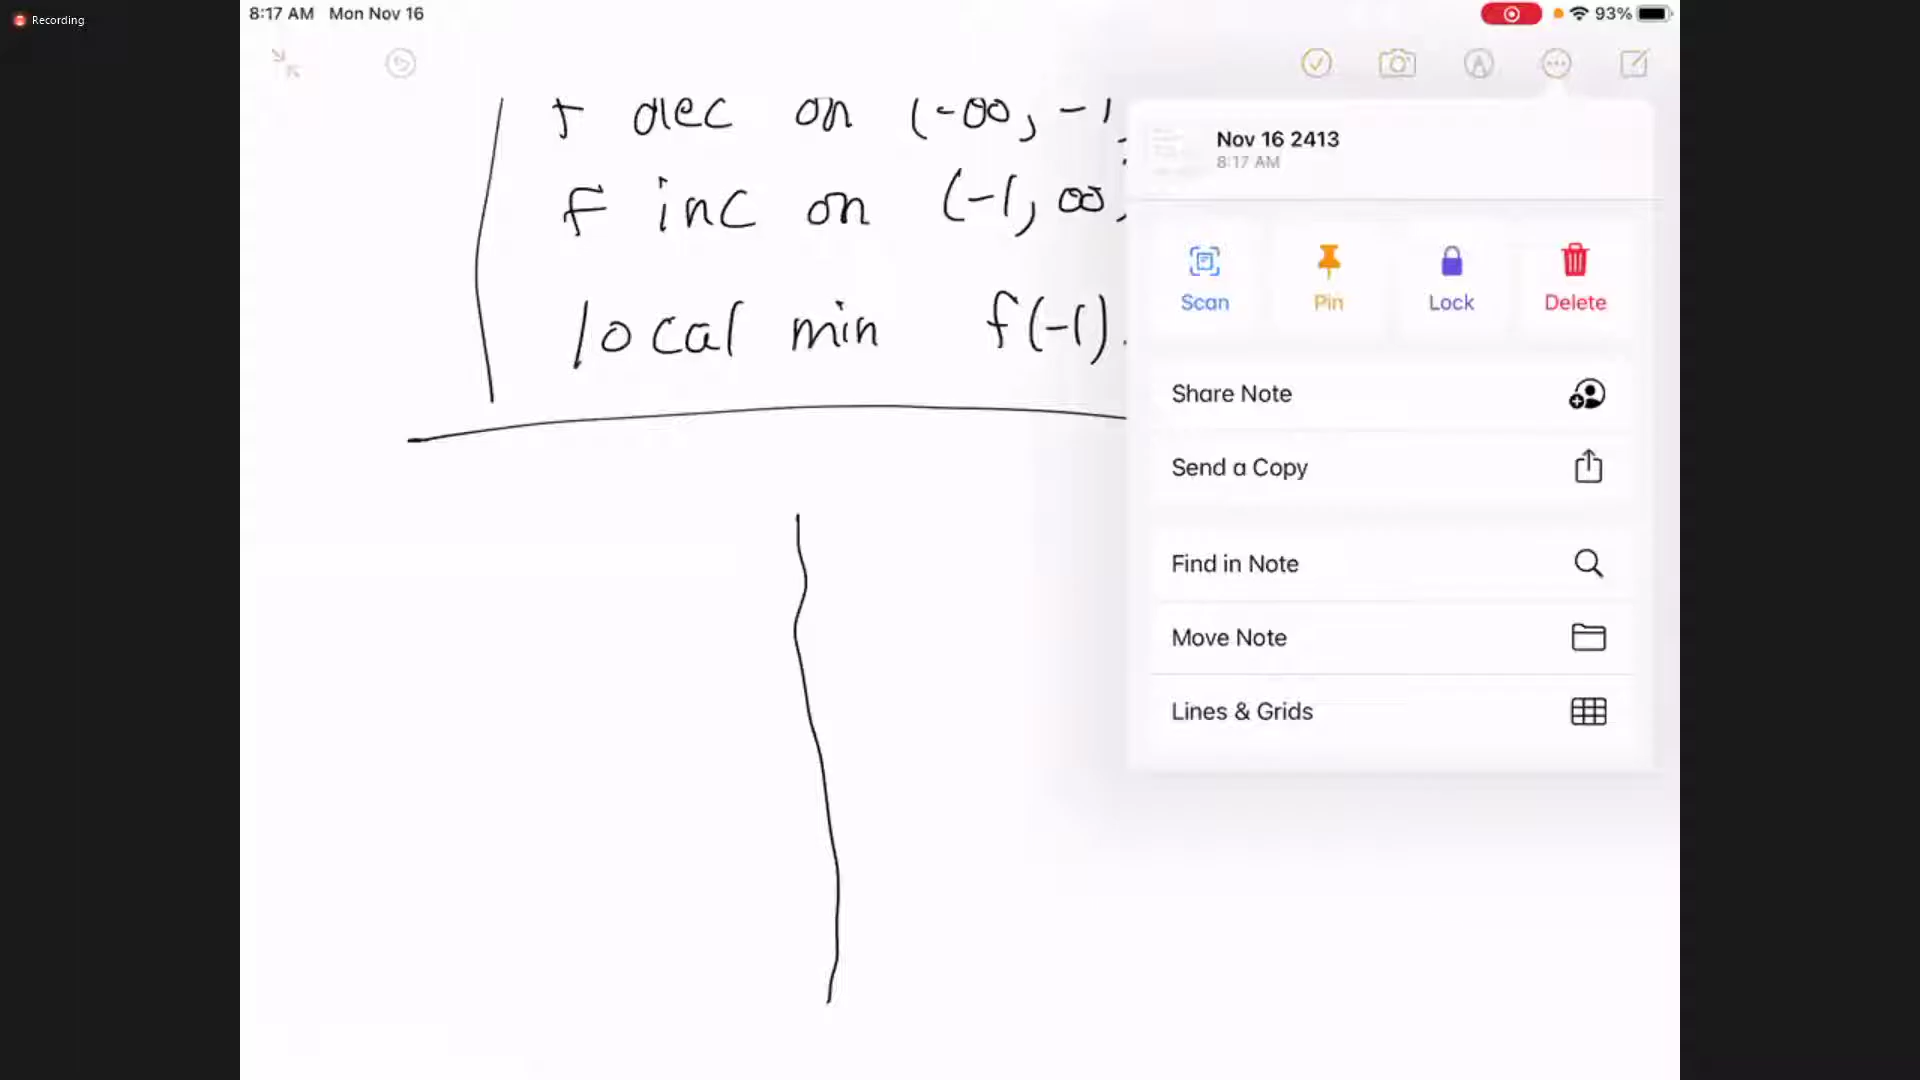 Recording
8:17 AM Mon Nov 16
93%
f dec on (-∞, -1
f inc on (-1, ∞
local min f(-1).
Nov 16 2413
8:17 AM
Scan
Pin
Lock
Delete
Share Note
Send a Copy
Find in Note
Move Note
Lines & Grids